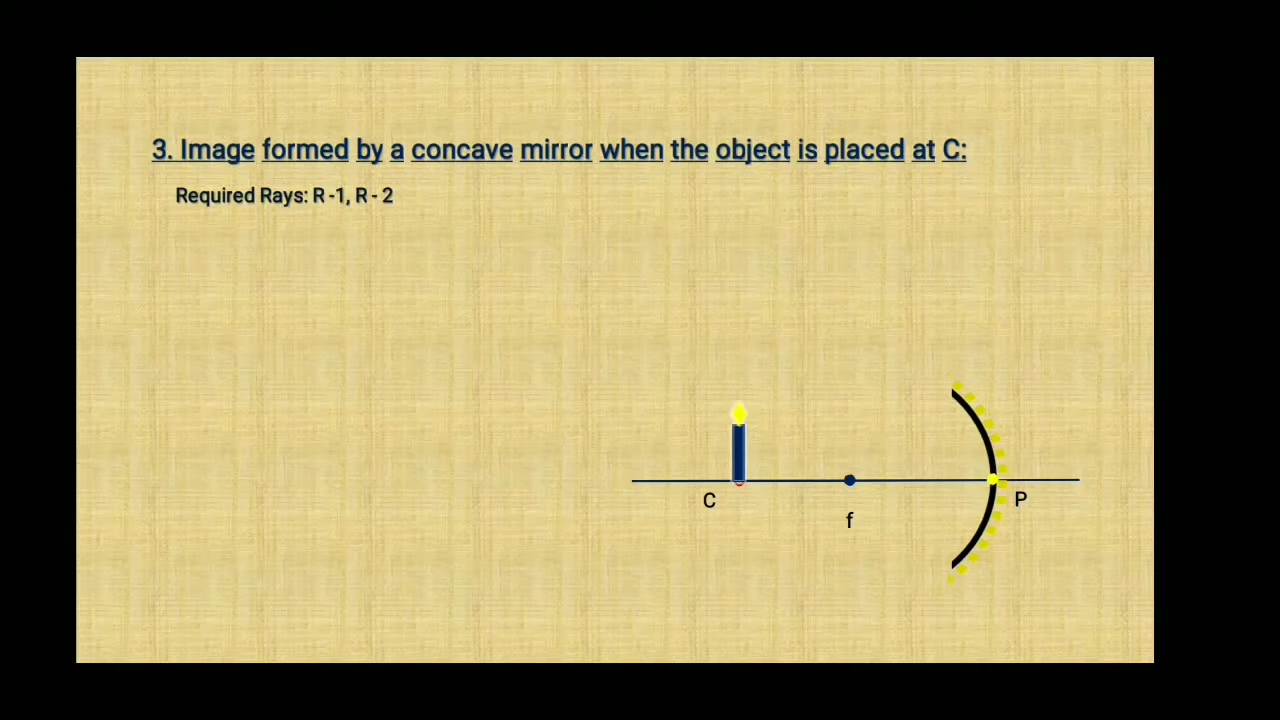 3. Image formed by a concave mirror when the object is placed at C:
Required Rays: R -1, R - 2
C
f
P